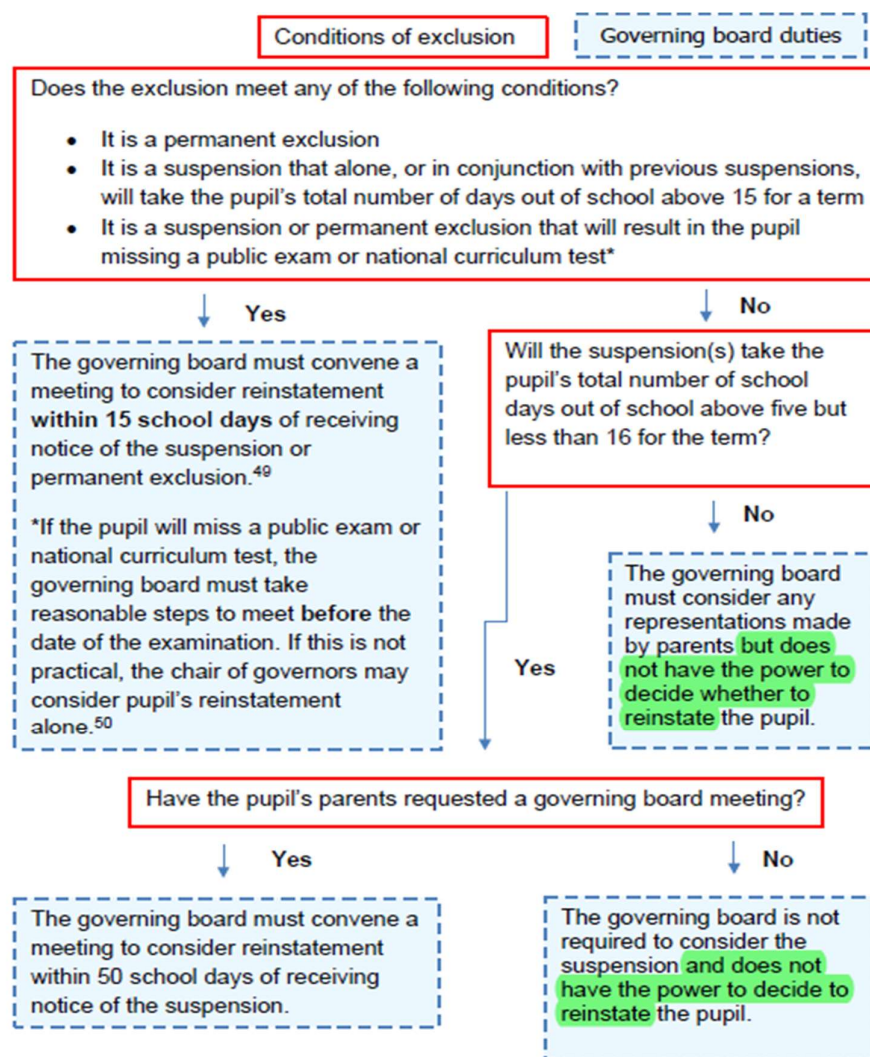 Conditions of exclusion
Governing board duties
Does the exclusion meet any of the following conditions?
• It is a permanent exclusion
• It is a suspension that alone, or in conjunction with previous suspensions,
will take the pupil's total number of days out of school above 15 for a term
• It is a suspension or permanent exclusion that will result in the pupil
missing a public exam or national curriculum test*
Yes
No
The governing board must convene a
meeting to consider reinstatement
within 15 school days of receiving
notice of the suspension or
permanent exclusion.49
*If the pupil will miss a public exam or
national curriculum test, the
governing board must take
reasonable steps to meet before the
date of the examination. If this is not
practical, the chair of governors may
consider pupil's reinstatement
alone.50
Will the suspension(s) take the
pupil's total number of school
days out of school above five but
less than 16 for the term?
No
The governing board
must consider any
representations made
by parents but does
not have the power to
decide whether to
reinstate the pupil.
Yes
Have the pupil's parents requested a governing board meeting?
Yes
No
The governing board must convene a
meeting to consider reinstatement
within 50 school days of receiving
notice of the suspension.
The governing board is not
required to consider the
suspension and does not
have the power to decide to
reinstate the pupil.